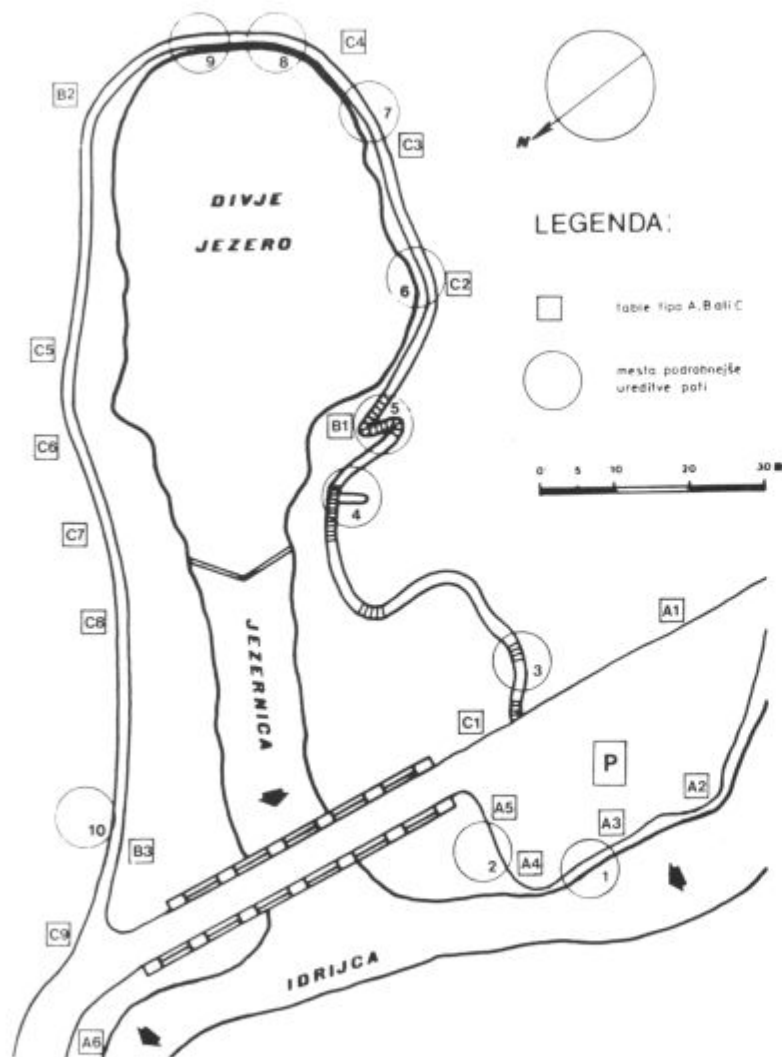 C4
9
8
B2
7
C3
N
DIVJE
JEZERO
LEGENDA:
6
C2
table tipa A, B ali C
C5
mesta podrobnejše
ureditve poti
5
B1
C6
0 5 10 20 30
4
C7
C8
A1
JEZERNICA
3
C1
P
A2
A5
A3
10
B3
2
A4
1
C9
IDRIJCA
A6